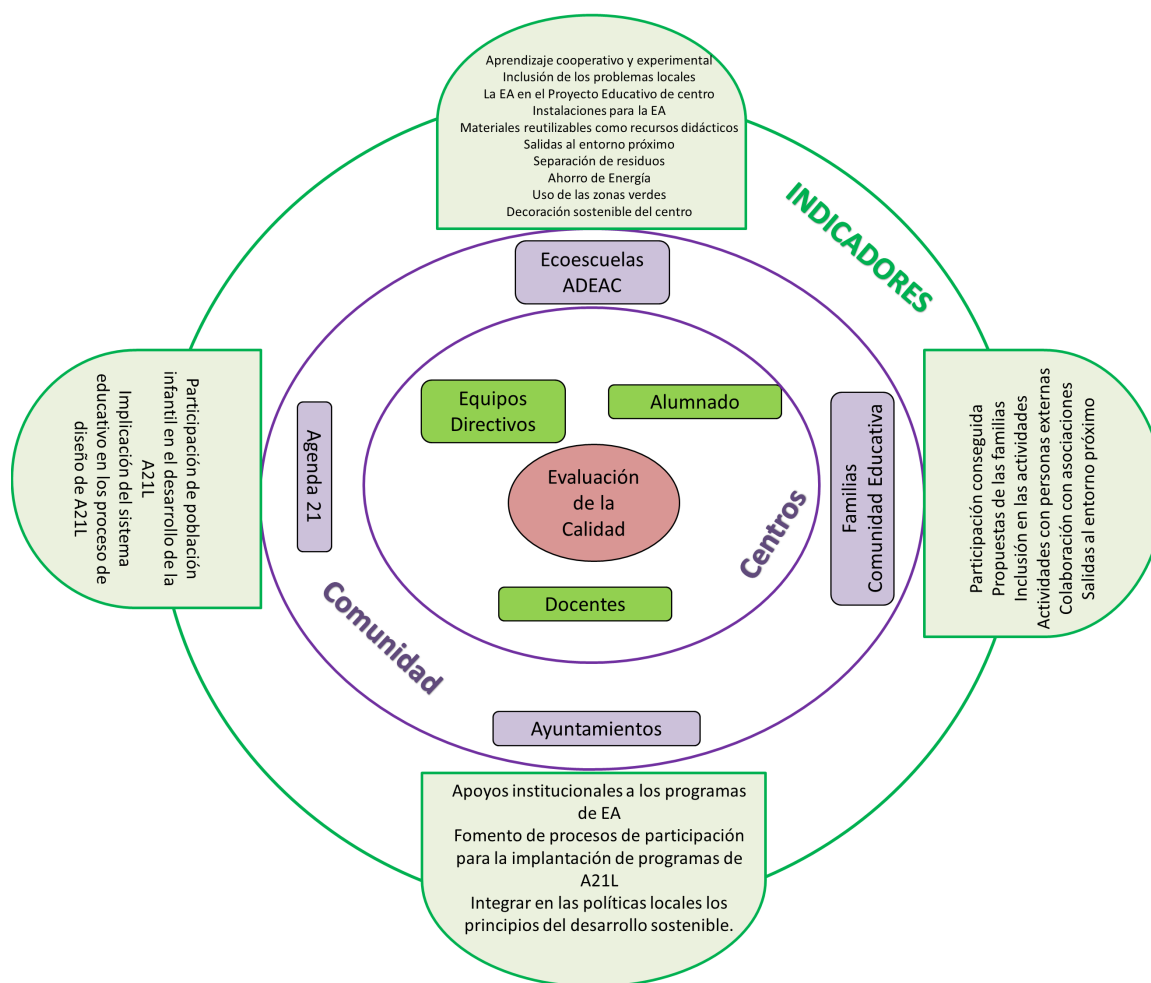 Aprendizaje cooperativo y experimental
Inclusión de los problemas locales
La EA en el Proyecto Educativo de centro
Instalaciones para la EA
Materiales reutilizables como recursos didácticos
Salidas al entorno próximo
Separación de residuos
Ahorro de Energía
Uso de las zonas verdes
Decoración sostenible del centro
INDICADORES
Ecoescuelas
ADEAC
Equipos
Directivos
Alumnado
Evaluación
de la
Calidad
Docentes
Centros
Comunidad
Agenda 21
Familias
Comunidad Educativa
Ayuntamientos
Participación de población
infantil en el desarrollo de la
A21L
Implicación del sistema
educativo en los proceso de
diseño de A21L
Participación conseguida
Propuestas de las familias
Inclusión en las actividades
Actividades con personas externas
Colaboración con asociaciones
Salidas al entorno próximo
Apoyos institucionales a los programas
de EA
Fomento de procesos de participación
para la implantación de programas de
A21L
Integrar en las políticas locales los
principios del desarrollo sostenible.